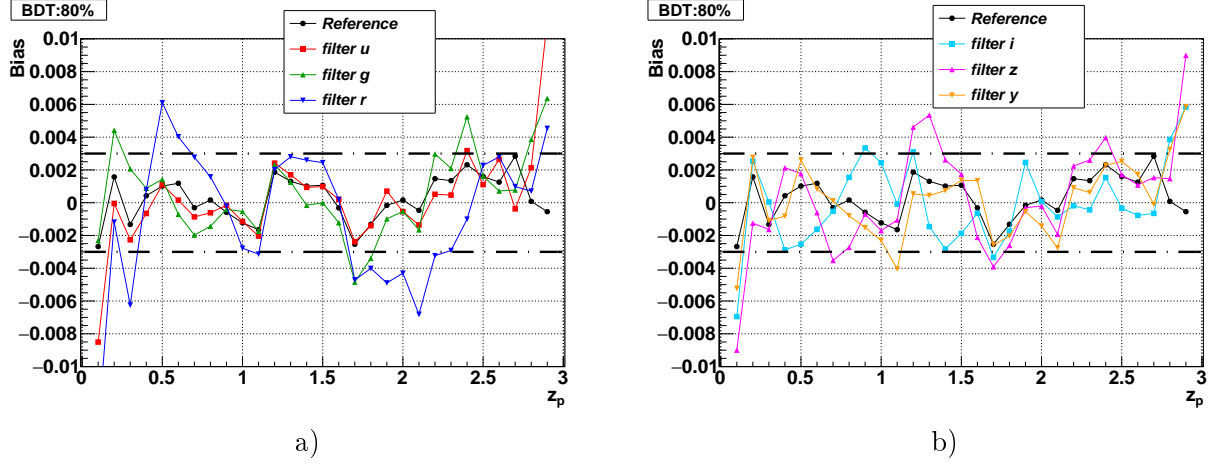 BDT:80%
Bias
0.01
0.008
0.006
0.004
0.002
0
−0.002
−0.004
−0.006
−0.008
−0.01
Reference
filter u
filter g
filter r
0 0.5 1 1.5 2 2.5 3
z_p
a)
BDT:80%
Bias
0.01
0.008
0.006
0.004
0.002
0
−0.002
−0.004
−0.006
−0.008
−0.01
Reference
filter i
filter z
filter y
0 0.5 1 1.5 2 2.5 3
z_p
b)